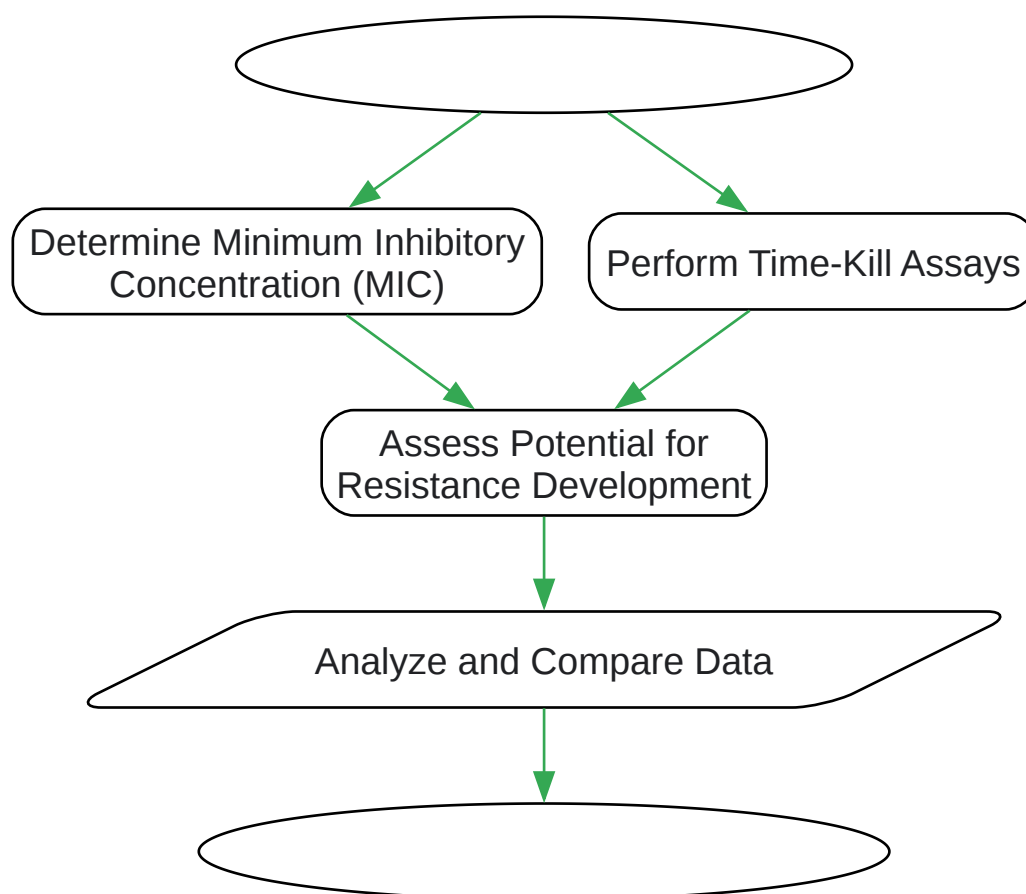 Determine Minimum Inhibitory
Concentration (MIC)
Perform Time-Kill Assays
Assess Potential for
Resistance Development
Analyze and Compare Data